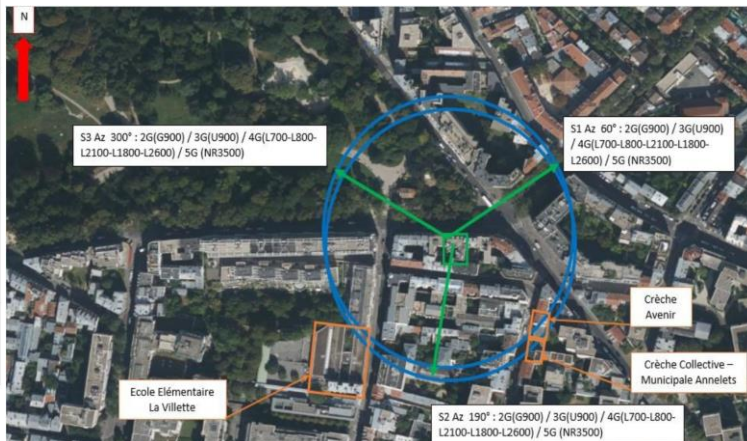 N
S3 Az 300° : 2G(G900) / 3G(U900) / 4G(L700-L800-
L2100-L1800-L2600) / 5G (NR3500)
S1 Az 60° : 2G(G900) / 3G(U900)
/ 4G(L700-L800-L2100-L1800-
L2600) / 5G (NR3500)
Crèche
Avenir
Crèche Collective –
Municipale Annelets
Ecole Elémentaire
La Villette
S2 Az 190° : 2G(G900) / 3G(U900) / 4G(L700-L800-
L2100-L1800-L2600) / 5G (NR3500)